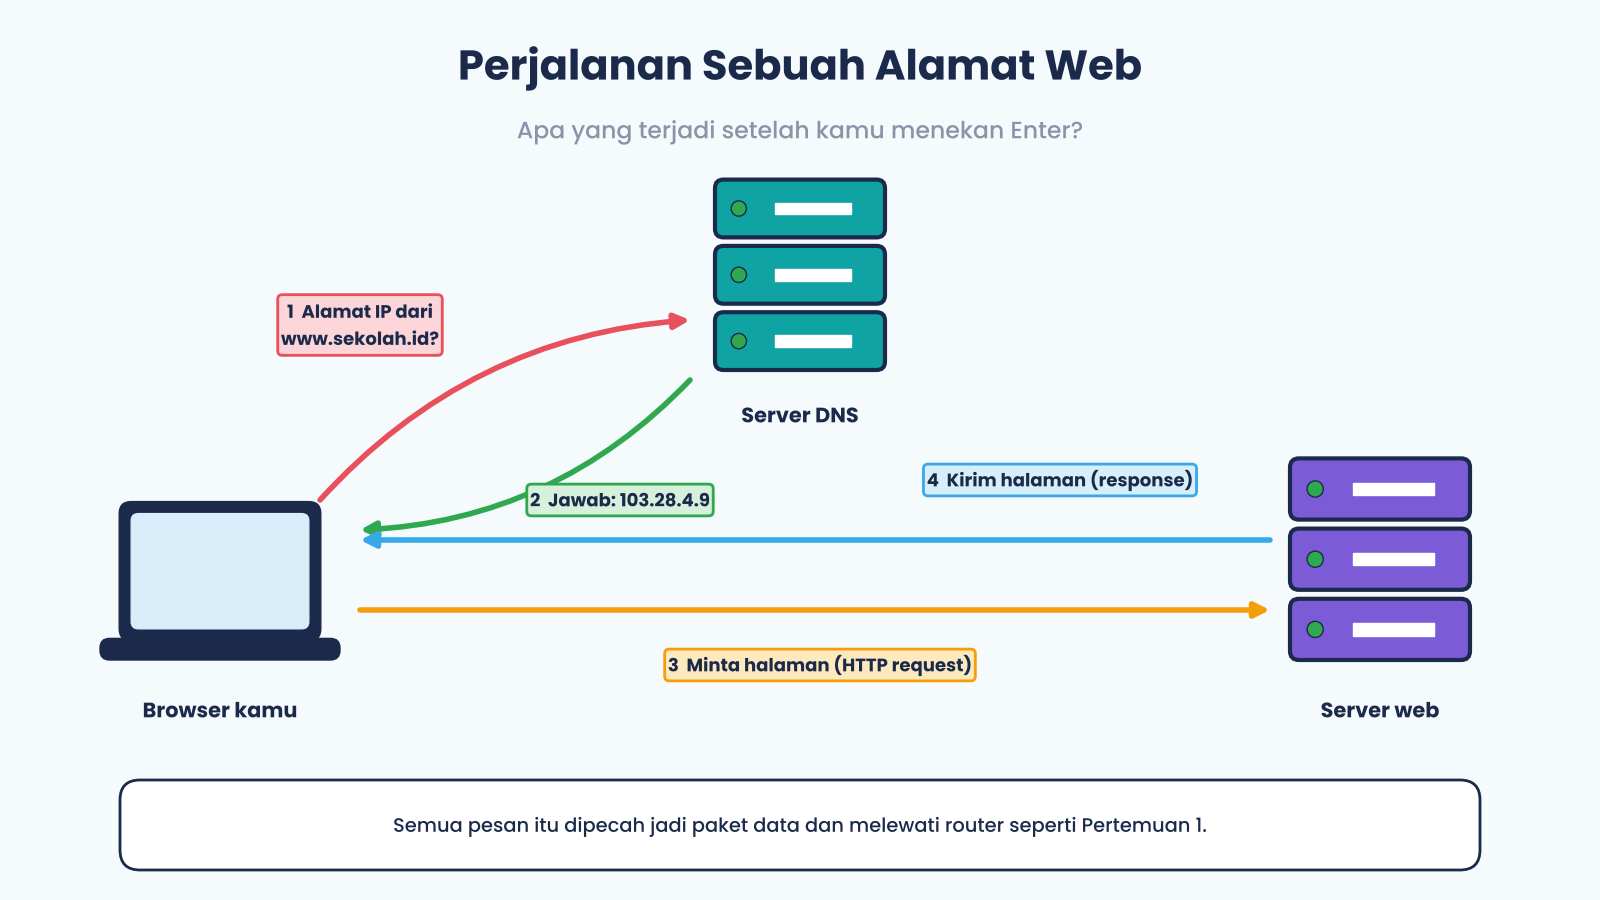 Perjalanan Sebuah Alamat Web
Apa yang terjadi setelah kamu menekan Enter?
1 Alamat IP dari
www.sekolah.id?
Server DNS
2 Jawab: 103.28.4.9
4 Kirim halaman (response)
3 Minta halaman (HTTP request)
Browser kamu
Server web
Semua pesan itu dipecah jadi paket data dan melewati router seperti Pertemuan 1.